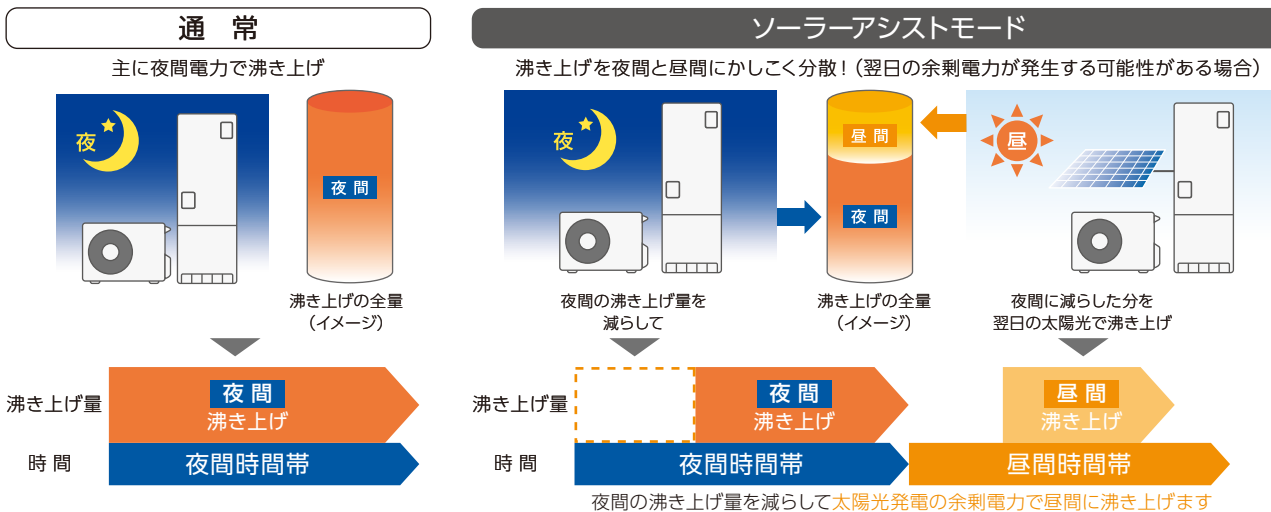 通 常
主に夜間電力で沸き上げ
夜
夜 間
沸き上げの全量
（イメージ）
沸き上げ量
夜 間
沸き上げ
時 間
夜間時間帯
ソーラーアシストモード
沸き上げを夜間と昼間にかしこく分散！（翌日の余剰電力が発生する可能性がある場合）
夜
昼 間
夜 間
昼
夜間の沸き上げ量を
減らして
沸き上げの全量
（イメージ）
夜間に減らした分を
翌日の太陽光で沸き上げ
沸き上げ量
夜 間
沸き上げ
昼 間
沸き上げ
時 間
夜間時間帯
昼間時間帯
夜間の沸き上げ量を減らして太陽光発電の余剰電力で昼間に沸き上げます